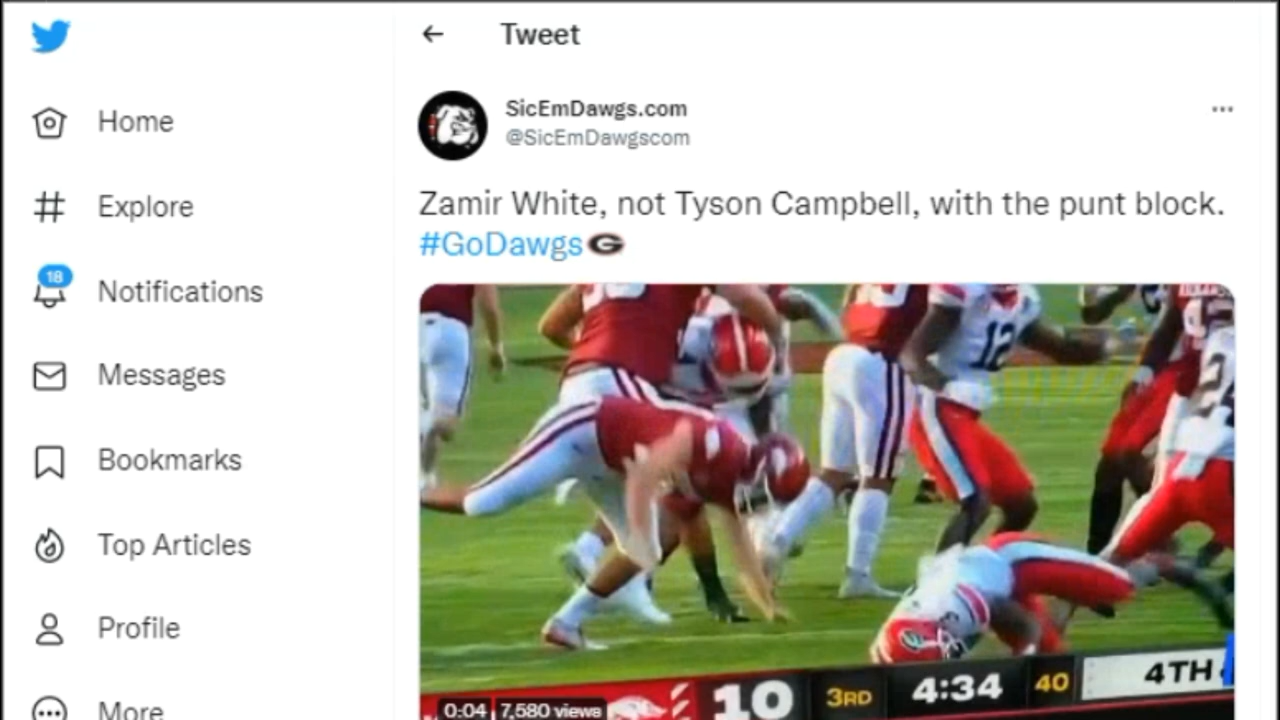 Tweet
Home
Explore
18
Notifications
Messages
Bookmarks
Top Articles
Profile
More
SicEmDawgs.com
@SicEmDawgscom
Zamir White, not Tyson Campbell, with the punt block.
#GoDawgs
12
0:04 7,580 views
10 3RD 4:34 40 4TH